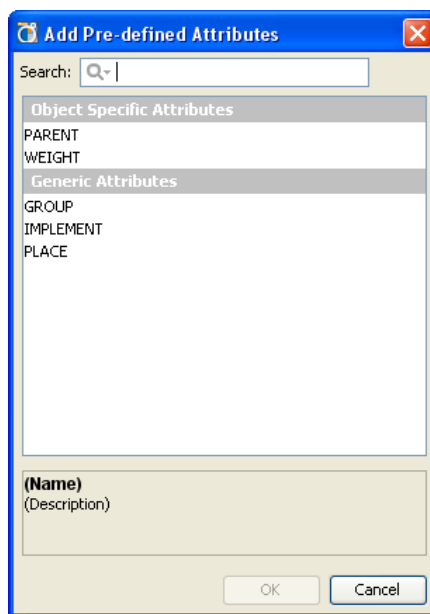 Add Pre-defined Attributes
Search:
Object Specific Attributes
PARENT
WEIGHT
Generic Attributes
GROUP
IMPLEMENT
PLACE
(Name)
(Description)
OK Cancel